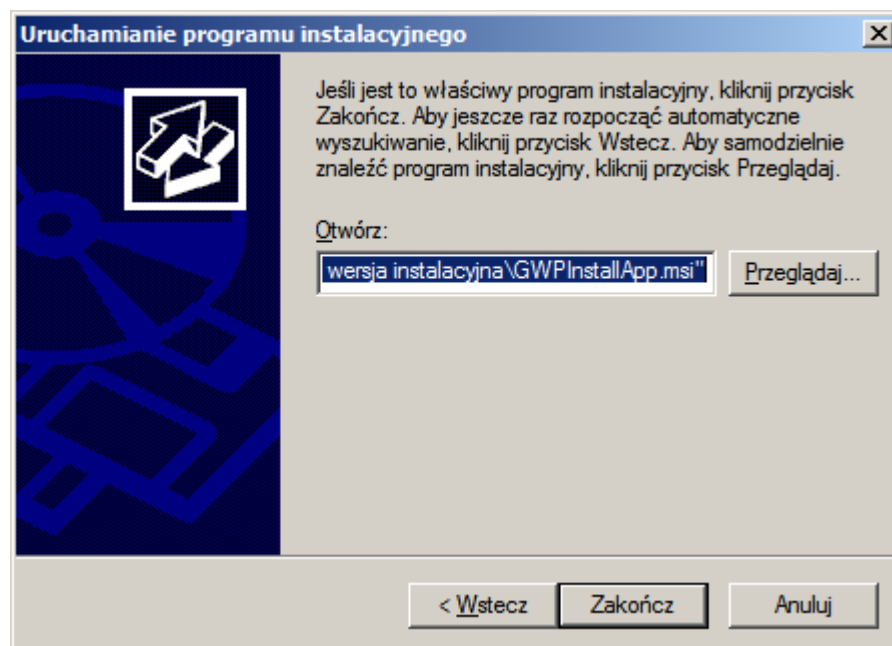 Uruchamianie programu instalacyjnego
Jeśli jest to właściwy program instalacyjny, kliknij przycisk
Zakończ. Aby jeszcze raz rozpocząć automatyczne
wyszukiwanie, kliknij przycisk Wstecz. Aby samodzielnie
znaleźć program instalacyjny, kliknij przycisk Przeglądaj.
Otwórz:
wersja instalacyjna\GWPInstallApp.msi" Przeglądaj...
< Wstecz Zakończ Anuluj